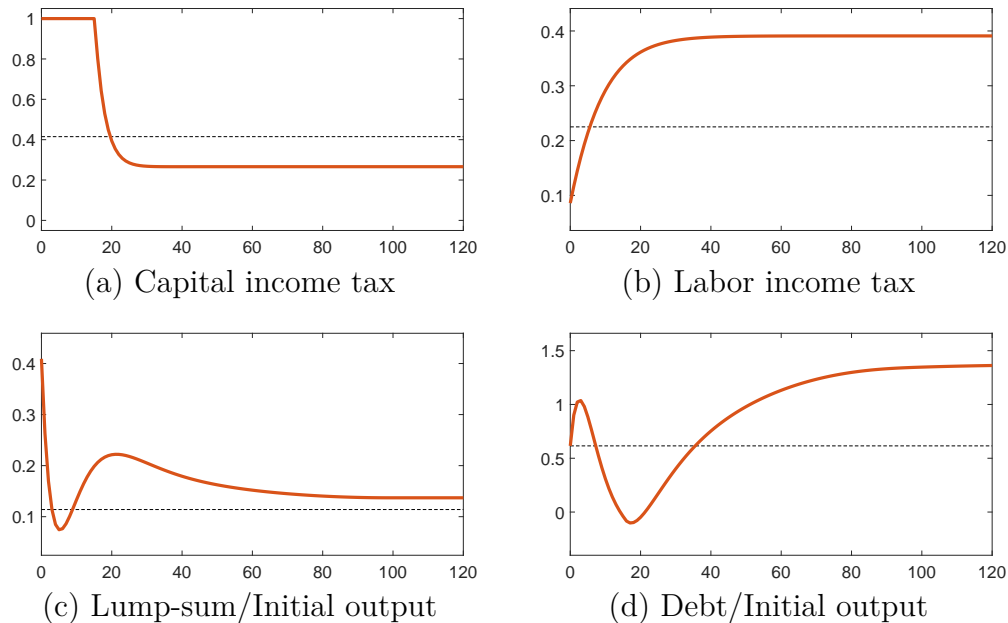 1
0.8
0.6
0.4
0.2
0
0 20 40 60 80 100 120
(a) Capital income tax
0.4
0.3
0.2
0.1
0 20 40 60 80 100 120
(b) Labor income tax
0.4
0.3
0.2
0.1
0 20 40 60 80 100 120
(c) Lump-sum/Initial output
1.5
1
0.5
0
0 20 40 60 80 100 120
(d) Debt/Initial output